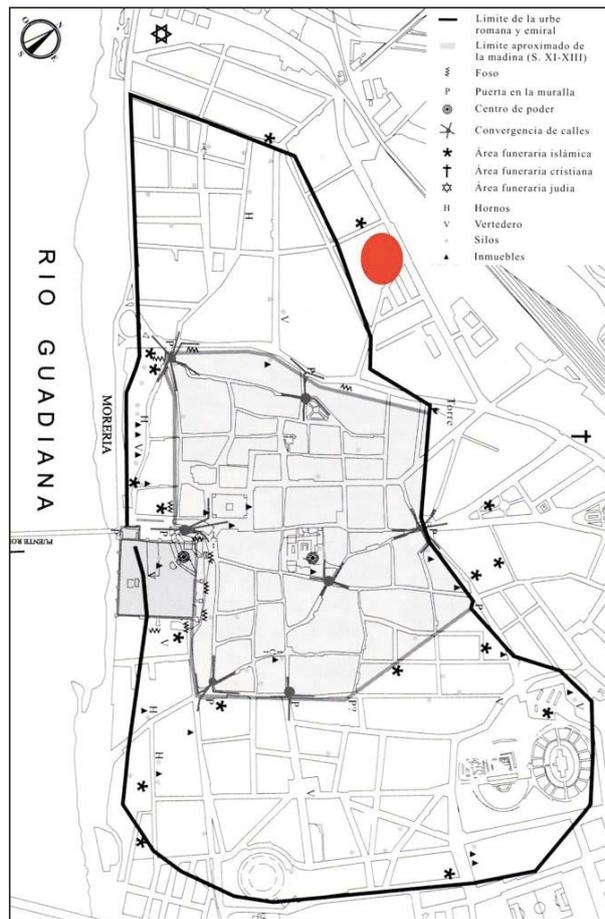 N
E
S
O
Límite de la urbe
romana y emiral
Límite aproximado de
la madina (S. XI-XIII)
Foso
P Puerta en la muralla
Centro de poder
Convergencia de calles
Área funeraria islámica
Área funeraria cristiana
Área funeraria judía
H Hornos
V Vertedero
Silos
Inmuebles
RIO GUADIANA
MORERIA
PUENTE RO
Torre
H
V
P
P
H
V
P
V
V
P
C?
P
P
P?
V
V
H
H
V